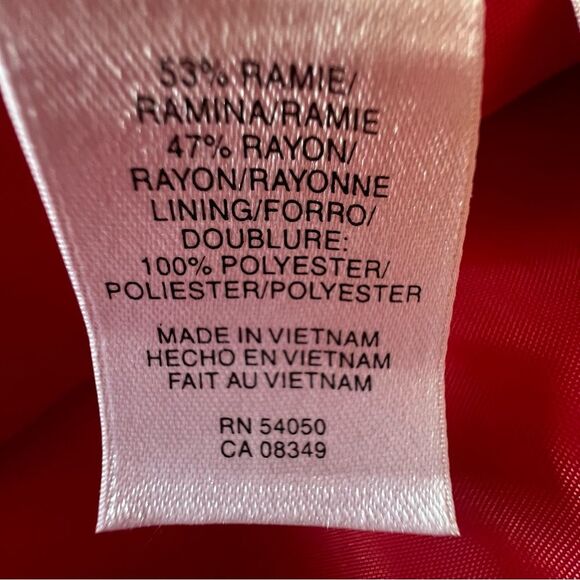 53% RAMIE/
RAMINA/RAMIE
47% RAYON/
RAYON/RAYONNE
LINING/FORRO/
DOUBLURE:
100% POLYESTER/
POLIESTER/POLYESTER
MADE IN VIETNAM
HECHO EN VIETNAM
FAIT AU VIETNAM
RN 54050
CA 08349